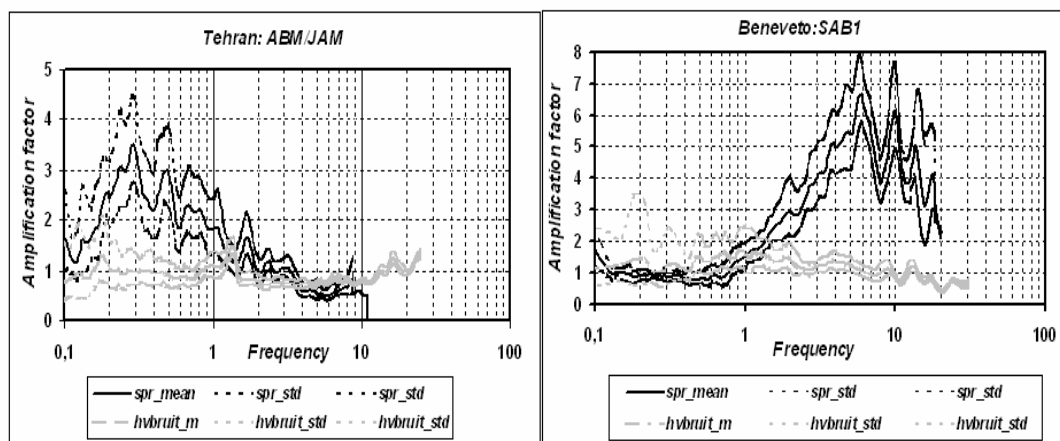 Tehran: ABM/JAM
Amplification factor
5
4
3
2
1
0
0,1
1
10
100
Frequency
spr_mean
spr_std
spr_std
hvbruit_m
hvbruit_std
hvbruit_std
Beneveto:SAB1
Amplification factor
8
7
6
5
4
3
2
1
0
0,1
1
10
100
Frequency
spr_mean
spr_std
spr_std
hvbruit_m
hvbruit_std
hvbruit_std